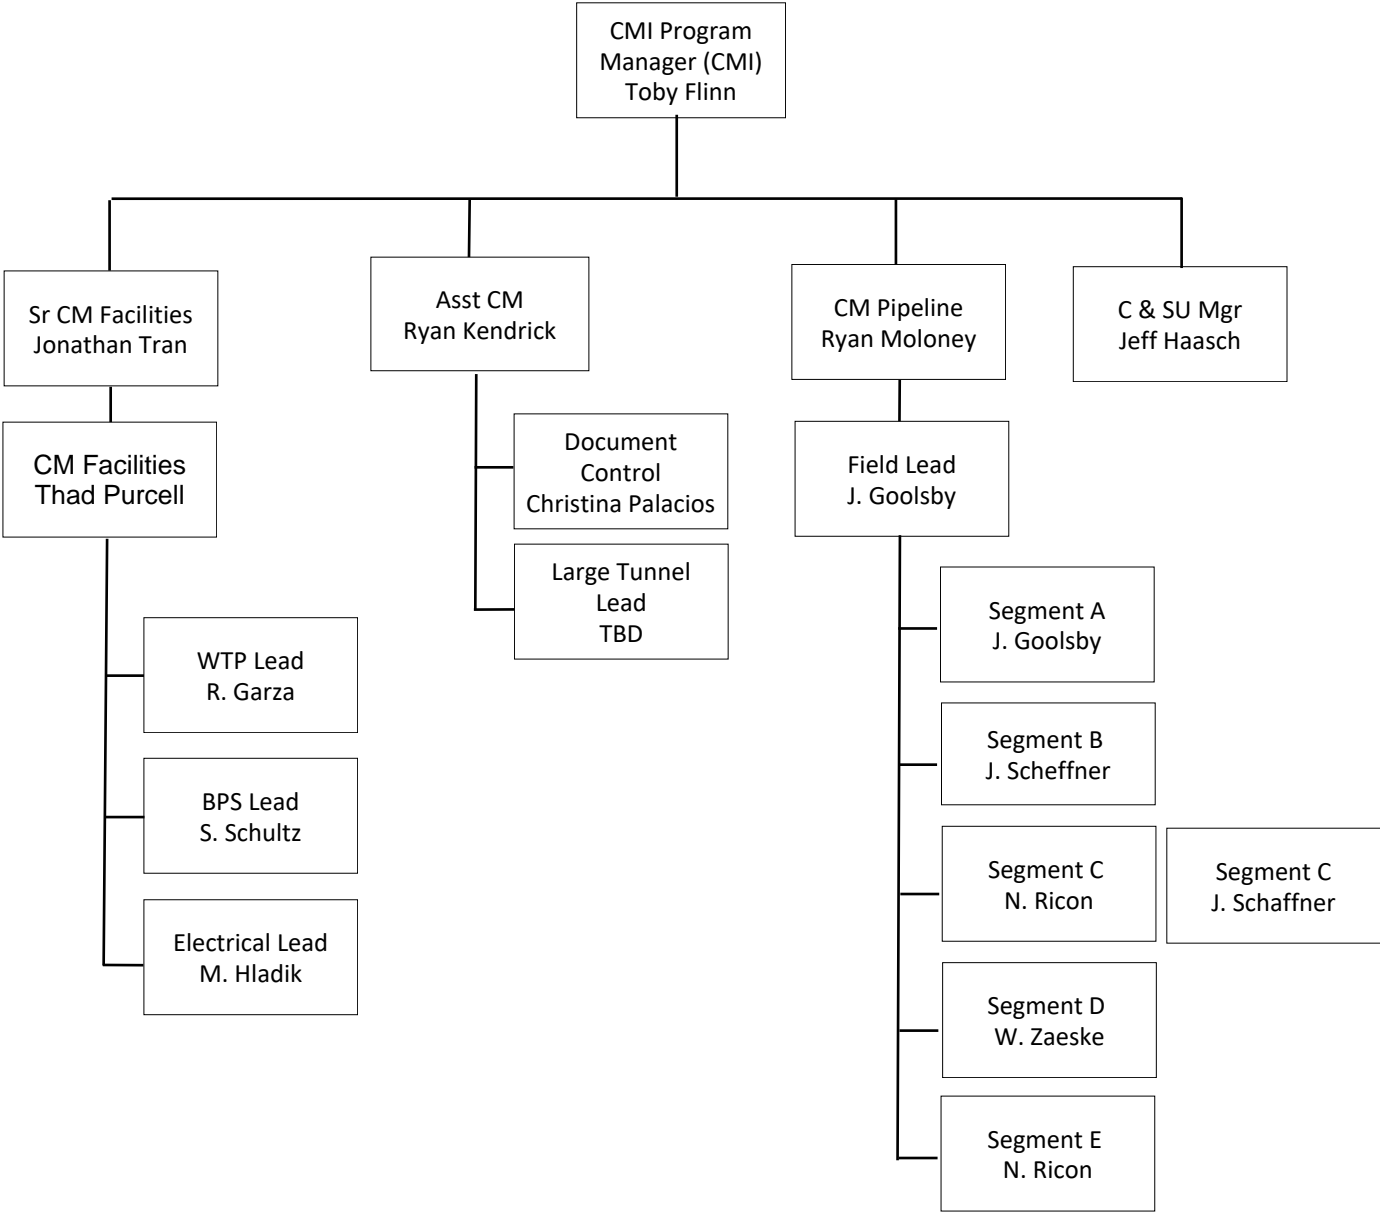 CMI Program
Manager (CMI)
Toby Flinn
Sr CM Facilities
Jonathan Tran
Asst CM
Ryan Kendrick
CM Pipeline
Ryan Moloney
C & SU Mgr
Jeff Haasch
CM Facilities
Thad Purcell
Document
Control
Christina Palacios
Large Tunnel
Lead
TBD
Field Lead
J. Goolsby
WTP Lead
R. Garza
BPS Lead
S. Schultz
Electrical Lead
M. Hladik
Segment A
J. Goolsby
Segment B
J. Scheffner
Segment C
N. Ricon
Segment C
J. Schaffner
Segment D
W. Zaeske
Segment E
N. Ricon